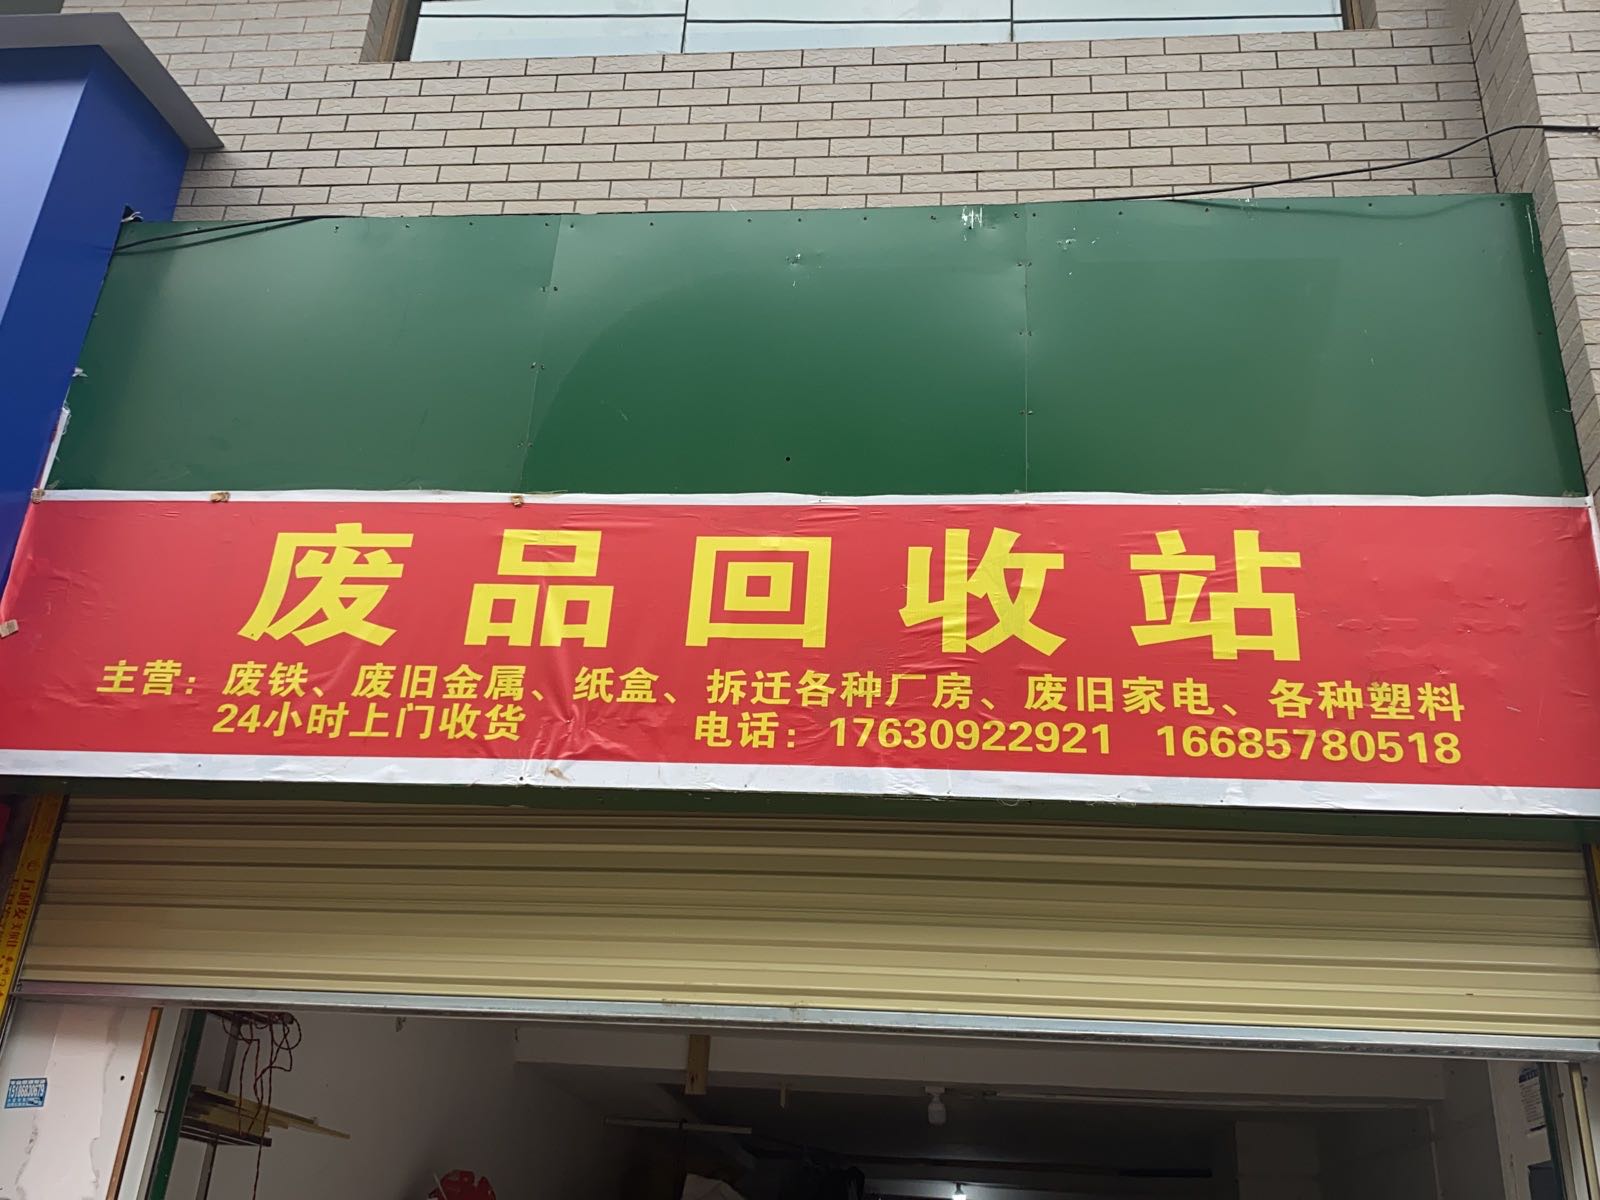 废品回收站
主营：废铁、废旧金属、纸盒、拆迁各种厂房、废旧家电、各种塑料
24小时上门收货 电话：17630922921 16685780518
15186830679